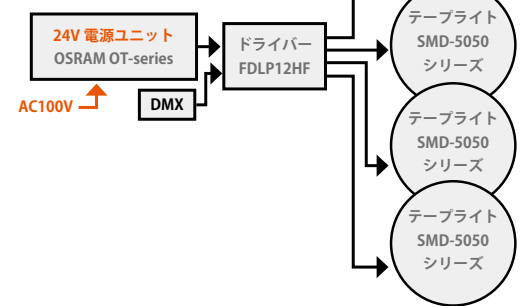 24V 電源ユニット
OSRAM OT-series
AC100V
DMX
ドライバー
FDLP12HF
テープライト
SMD-5050
シリーズ
テープライト
SMD-5050
シリーズ
テープライト
SMD-5050
シリーズ